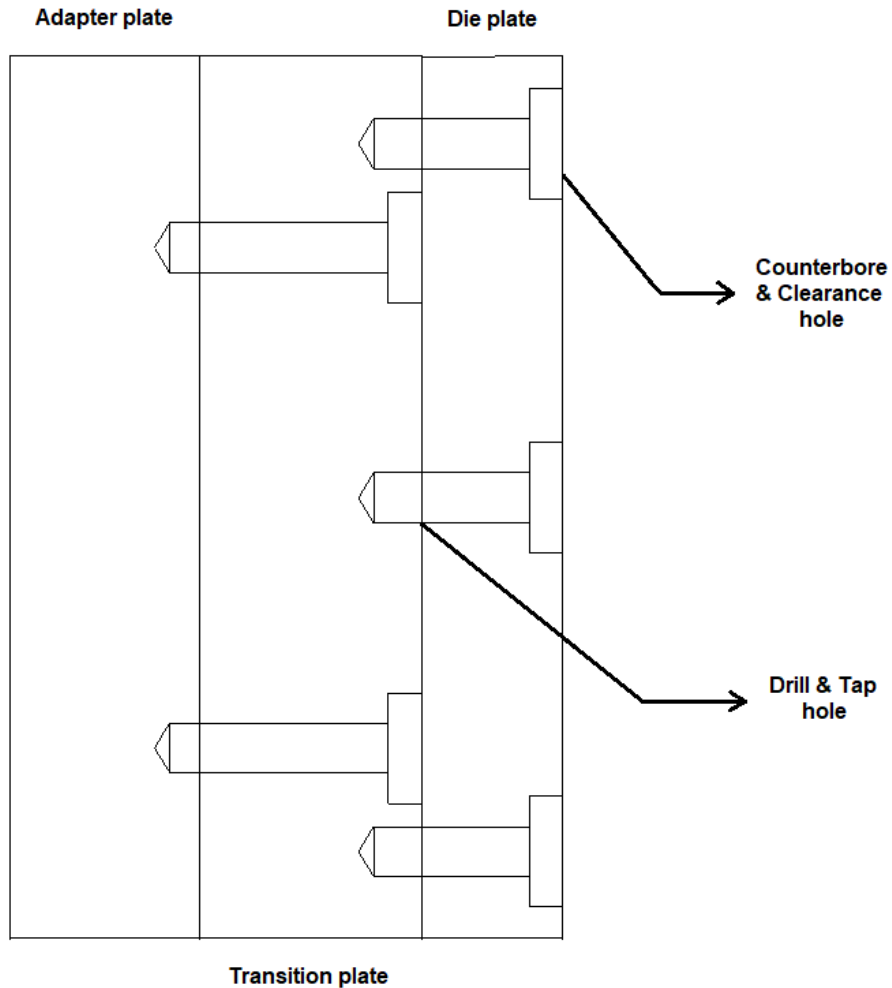 Adapter plate
Die plate
Counterbore
& Clearance
hole
Drill & Tap
hole
Transition plate